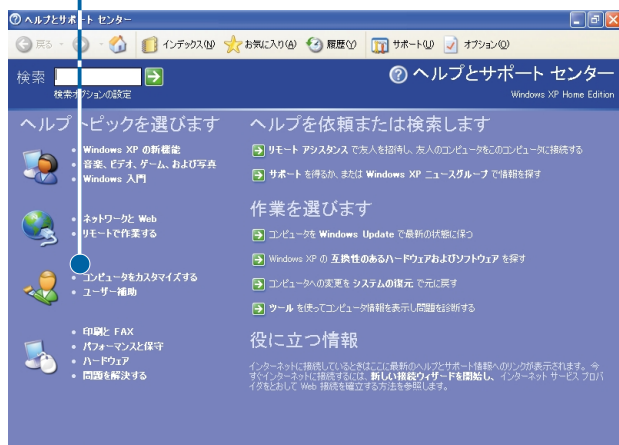 ヘルプとサポート センター
戻る
インデックス(N)
お気に入り(A)
履歴(Y)
サポート(U)
オプション(O)
検索
検索オプションの設定
ヘルプとサポート センター
Windows XP Home Edition
ヘルプ トピックを選びます
Windows XP の新機能
音楽、ビデオ、ゲーム、および写真
Windows 入門
ネットワークと Web
リモートで作業する
コンピュータをカスタマイズする
ユーザー補助
印刷と FAX
パフォーマンスと保守
ハードウェア
問題を解決する
ヘルプを依頼または検索します
リモート アシスタンス で友人を招待し、友人のコンピュータをこのコンピュータに接続する
サポート を得るか、または Windows XP ニュースグループ で情報を探す
作業を選びます
コンピュータを Windows Update で最新の状態に保つ
Windows XP の 互換性のあるハードウェアおよびソフトウェア を探す
コンピュータへの変更を システムの復元 で元に戻す
ツール を使ってコンピュータ情報を表示し問題を診断する
役に立つ情報
インターネットに接続しているときはここに最新のヘルプとサポート情報へのリンクが表示されます。今
すぐインターネットに接続するには、新しい接続ウィザードを開始し、インターネット サービス プロバ
イダをとおして Web 接続を確立する方法を参照します。